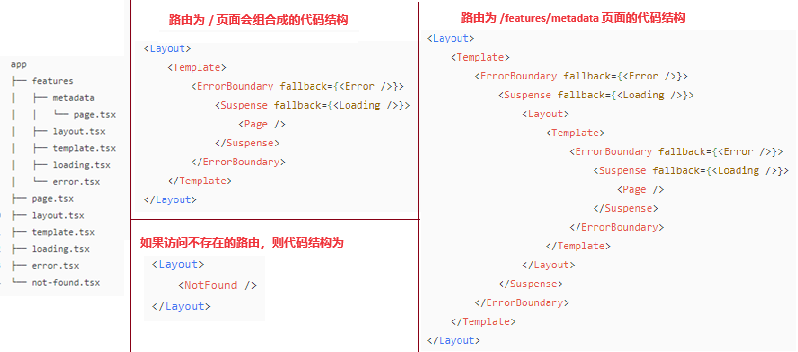 app
├── features
│   ├── metadata
│   │   └── page.tsx
│   ├── layout.tsx
│   ├── template.tsx
│   ├── loading.tsx
│   └── error.tsx
├── page.tsx
├── layout.tsx
├── template.tsx
├── loading.tsx
├── error.tsx
└── not-found.tsx
路由为 / 页面会组合成的代码结构
<Layout>
<Template>
<ErrorBoundary fallback={<Error />}>
<Suspense fallback={<Loading />}>
<Page />
</Suspense>
</ErrorBoundary>
</Template>
</Layout>
如果访问不存在的路由，则代码结构为
<Layout>
<NotFound />
</Layout>
路由为 /features/metadata 页面的代码结构
<Layout>
<Template>
<ErrorBoundary fallback={<Error />}>
<Suspense fallback={<Loading />}>
<Layout>
<Template>
<ErrorBoundary fallback={<Error />}>
<Suspense fallback={<Loading />}>
<Page />
</Suspense>
</ErrorBoundary>
</Template>
</Layout>
</Suspense>
</ErrorBoundary>
</Template>
</Layout>